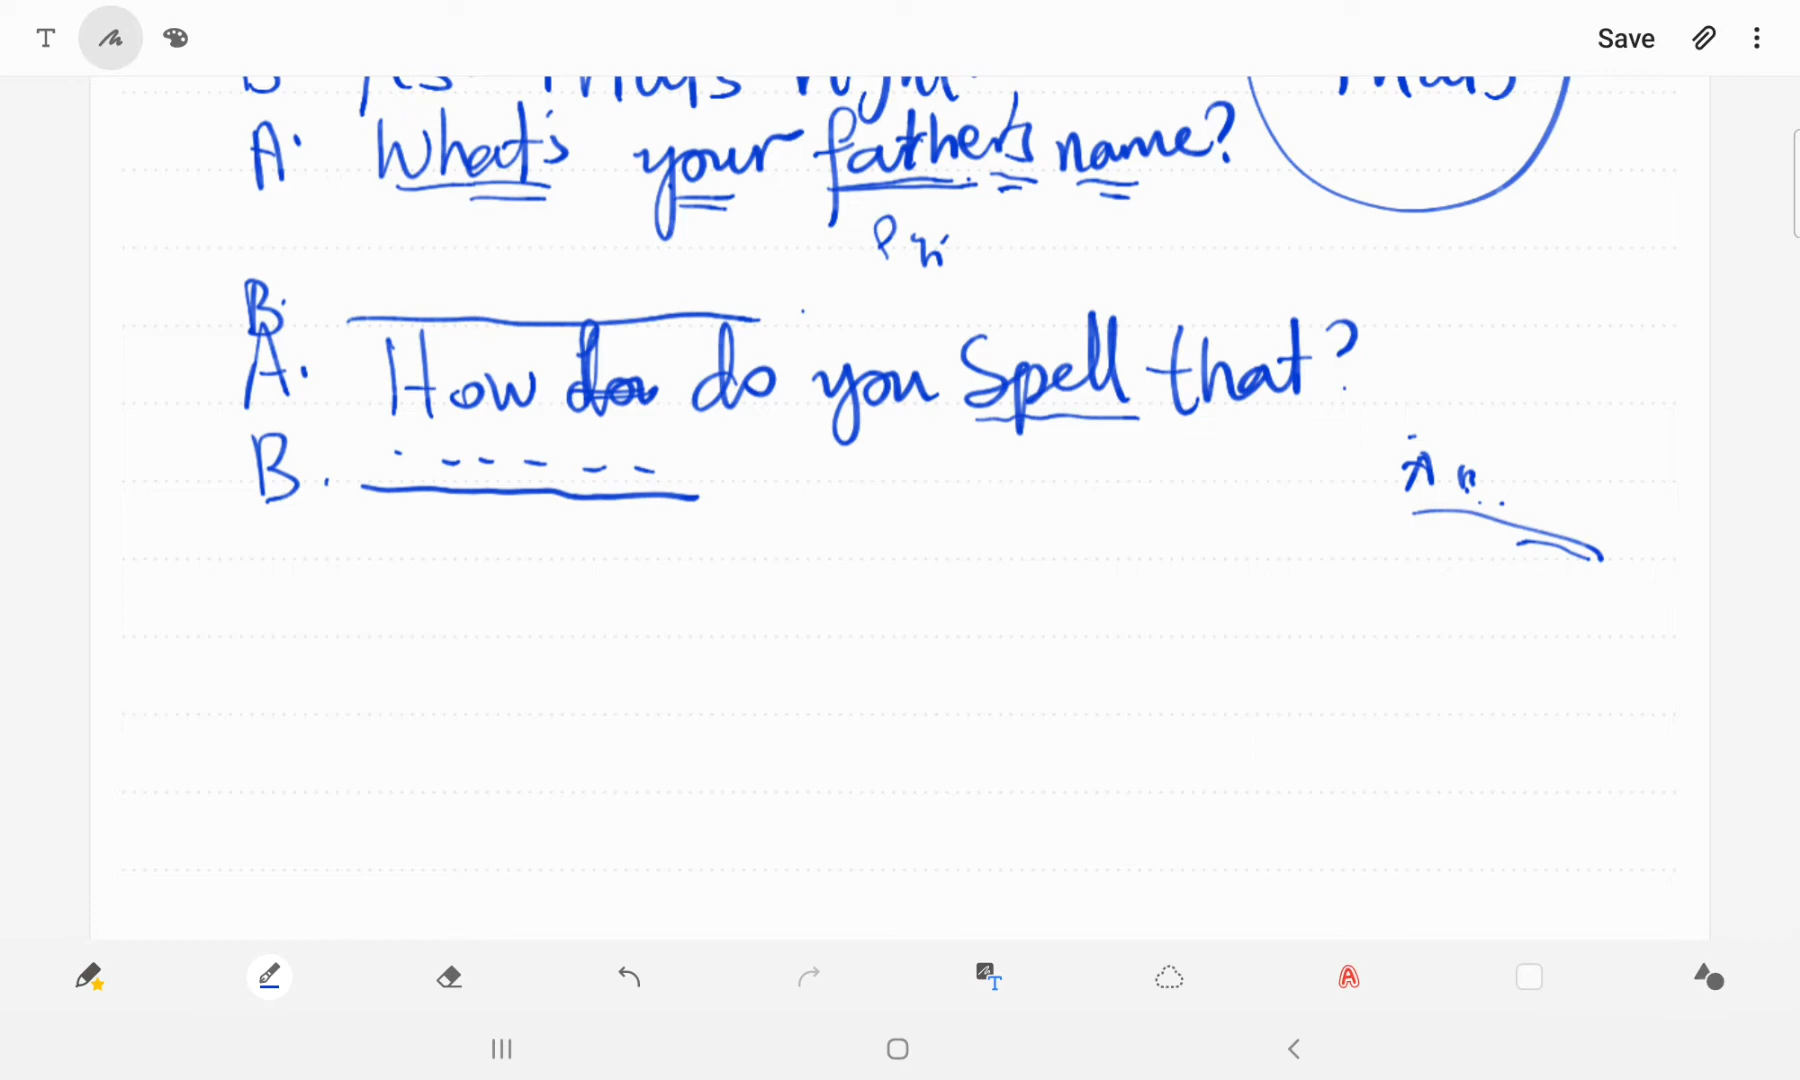 Save
A. What's your father's name?
B.
A. How do do you Spell that?
B.